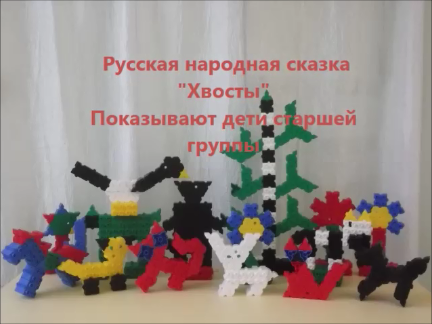 Русская народная сказка
"Хвосты"
Показывают дети старшей
группы